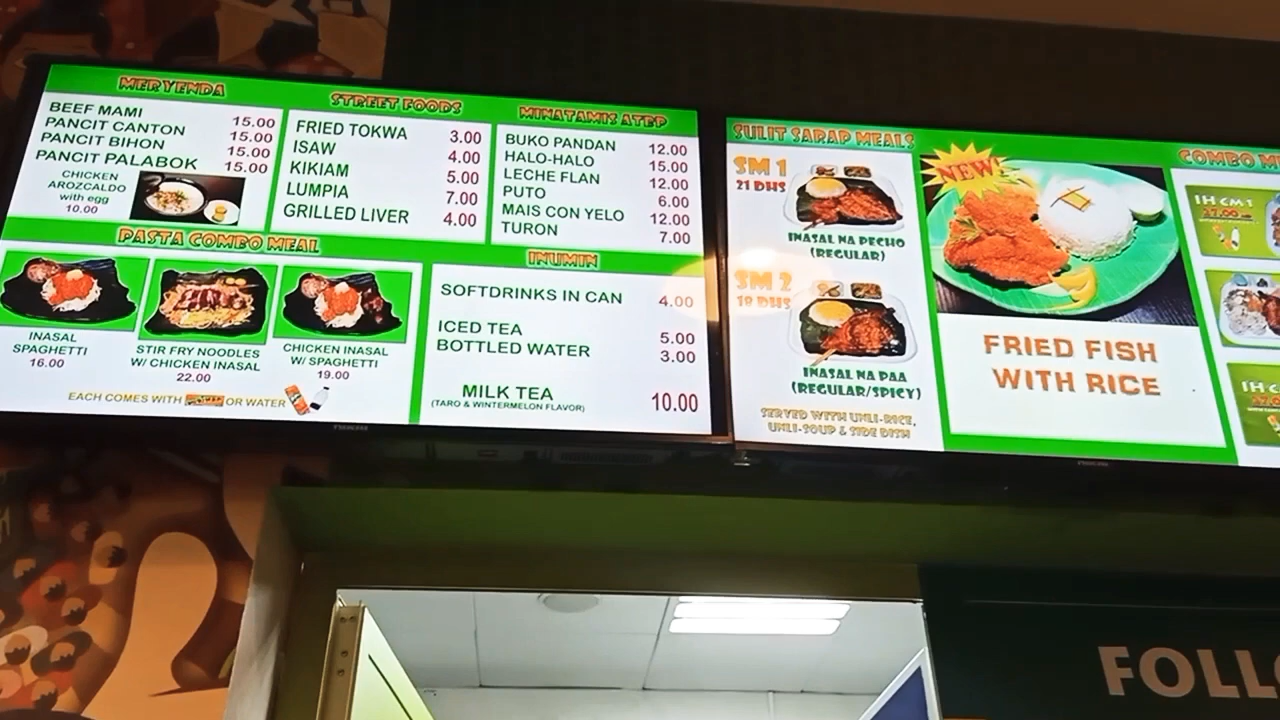 MERYENDA
BEEF MAMI 15.00
PANCIT CANTON 15.00
PANCIT BIHON 15.00
PANCIT PALABOK 15.00
CHICKEN
AROZCALDO
with egg
10.00
STREET FOODS
FRIED TOKWA 3.00
ISAW 4.00
KIKIAM 5.00
LUMPIA 7.00
GRILLED LIVER 4.00
MINATAMIS ATBP
BUKO PANDAN 12.00
HALO-HALO 15.00
LECHE FLAN 12.00
PUTO 6.00
MAIS CON YELO 12.00
TURON 7.00
PASTA COMBO MEAL
INASAL
SPAGHETTI
16.00
STIR FRY NOODLES
W/ CHICKEN INASAL
22.00
CHICKEN INASAL
W/ SPAGHETTI
19.00
EACH COMES WITH OR WATER
INUMIN
SOFTDRINKS IN CAN 4.00
ICED TEA 5.00
BOTTLED WATER 3.00
MILK TEA 10.00
(TARO & WINTERMELON FLAVOR)
SULIT SARAP MEALS
SM 1
21 DHS
INASAL NA PECHO
(REGULAR)
SM 2
18 DHS
INASAL NA PAA
(REGULAR/SPICY)
SERVED WITH UNLI-RICE,
UNLI-SOUP & SIDE DISH
NEW
FRIED FISH
WITH RICE
COMBO
IH CM 1
IH C
FOLL